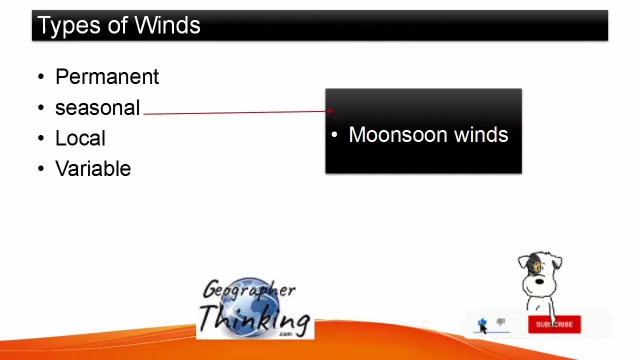 Types of Winds
• Permanent
• seasonal
• Moonsoon winds
• Local
• Variable
Geographer
Thinking
.com
SUBSCRIBE